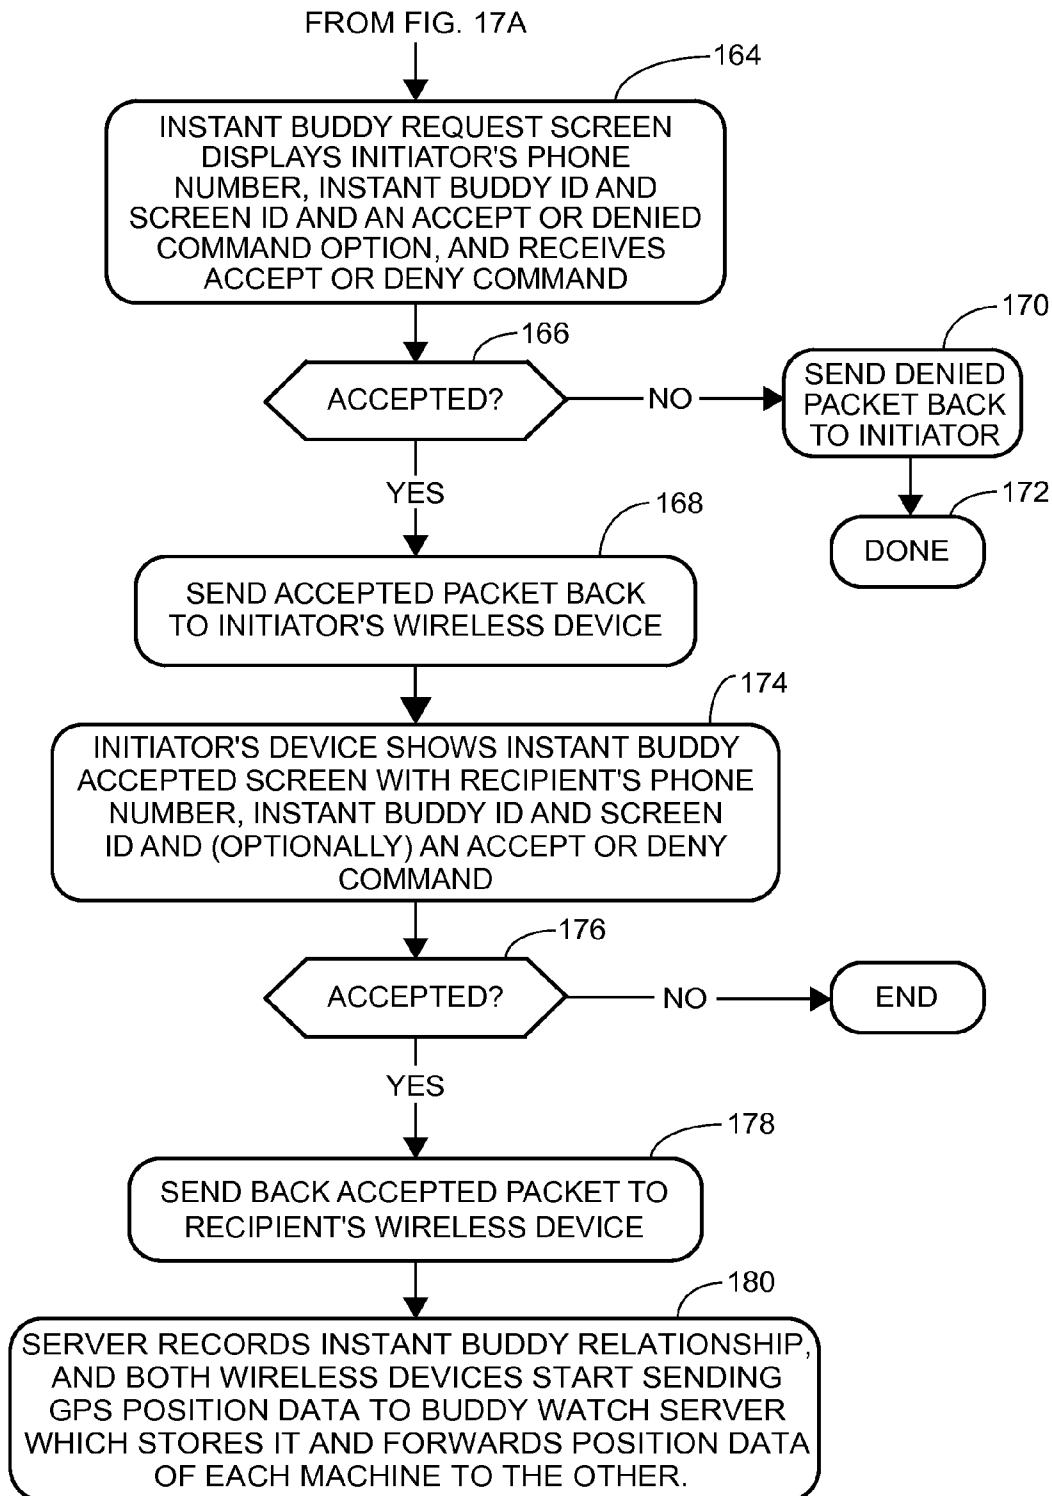 FROM FIG. 17A
164
INSTANT BUDDY REQUEST SCREEN
DISPLAYS INITIATOR'S PHONE
NUMBER, INSTANT BUDDY ID AND
SCREEN ID AND AN ACCEPT OR DENIED
COMMAND OPTION, AND RECEIVES
ACCEPT OR DENY COMMAND
166
ACCEPTED?
NO
170
SEND DENIED
PACKET BACK
TO INITIATOR
172
DONE
YES
168
SEND ACCEPTED PACKET BACK
TO INITIATOR'S WIRELESS DEVICE
174
INITIATOR'S DEVICE SHOWS INSTANT BUDDY
ACCEPTED SCREEN WITH RECIPIENT'S PHONE
NUMBER, INSTANT BUDDY ID AND SCREEN
ID AND (OPTIONALLY) AN ACCEPT OR DENY
COMMAND
176
ACCEPTED?
NO
END
YES
178
SEND BACK ACCEPTED PACKET TO
RECIPIENT'S WIRELESS DEVICE
180
SERVER RECORDS INSTANT BUDDY RELATIONSHIP,
AND BOTH WIRELESS DEVICES START SENDING
GPS POSITION DATA TO BUDDY WATCH SERVER
WHICH STORES IT AND FORWARDS POSITION DATA
OF EACH MACHINE TO THE OTHER.